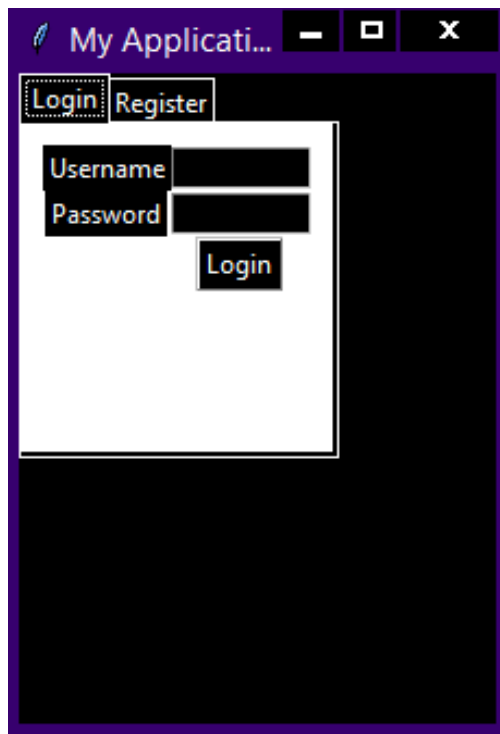 My Applicati...
Login Register
Username
Password
Login